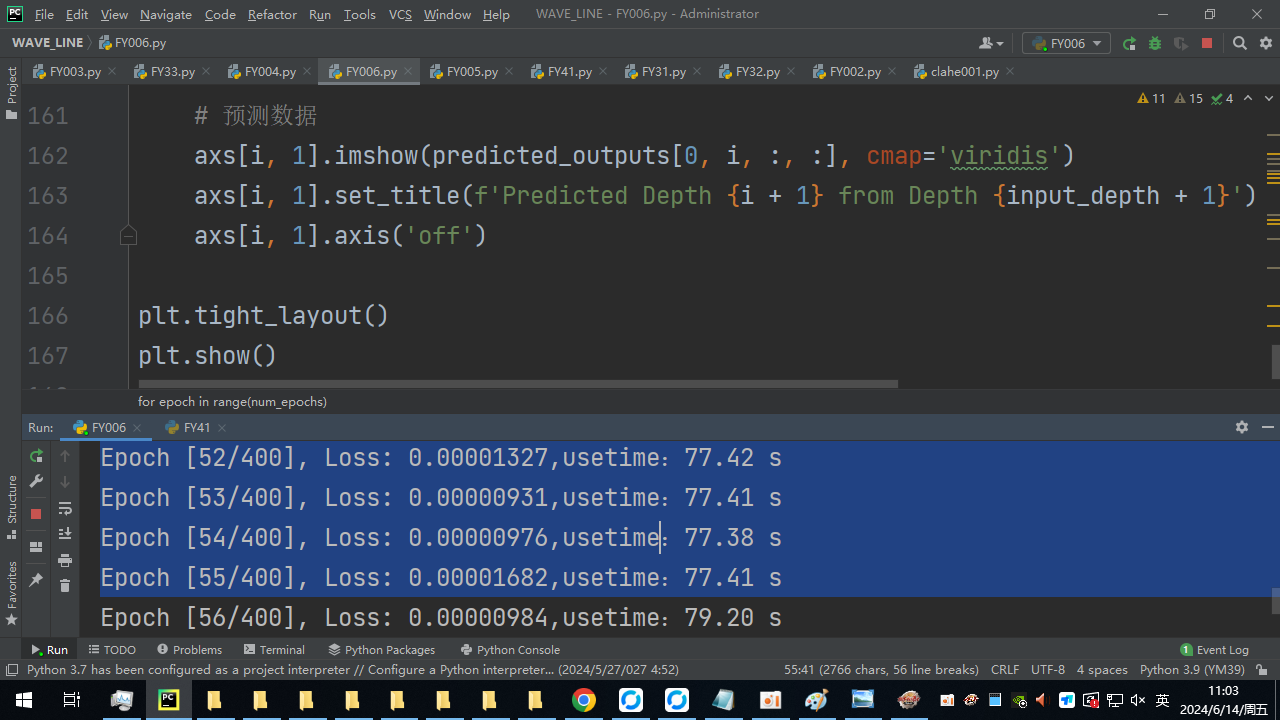 File Edit View Navigate Code Refactor Run Tools VCS Window Help WAVE_LINE - FY006.py - Administrator
WAVE_LINE FY006.py FY006
FY003.py FY33.py FY004.py FY006.py FY005.py FY41.py FY31.py FY32.py FY002.py clahe001.py
Project
11 15 4
161 # 预测数据
162 axs[i, 1].imshow(predicted_outputs[0, i, :, :], cmap='viridis')
163 axs[i, 1].set_title(f'Predicted Depth {i + 1} from Depth {input_depth + 1}')
164 axs[i, 1].axis('off')
165
166 plt.tight_layout()
167 plt.show()
for epoch in range(num_epochs)
Run: FY006 FY41
Epoch [52/400], Loss: 0.00001327,usetime：77.42 s
Epoch [53/400], Loss: 0.00000931,usetime：77.41 s
Epoch [54/400], Loss: 0.00000976,usetime：77.38 s
Epoch [55/400], Loss: 0.00001682,usetime：77.41 s
Epoch [56/400], Loss: 0.00000984,usetime：79.20 s
Structure
Favorites
Run TODO Problems Terminal Python Packages Python Console 1 Event Log
Python 3.7 has been configured as a project interpreter // Configure a Python interpreter... (2024/5/27/027 4:52) 55:41 (2766 chars, 56 line breaks) CRLF UTF-8 4 spaces Python 3.9 (YM39)
PC
英
11:03
2024/6/14/周五